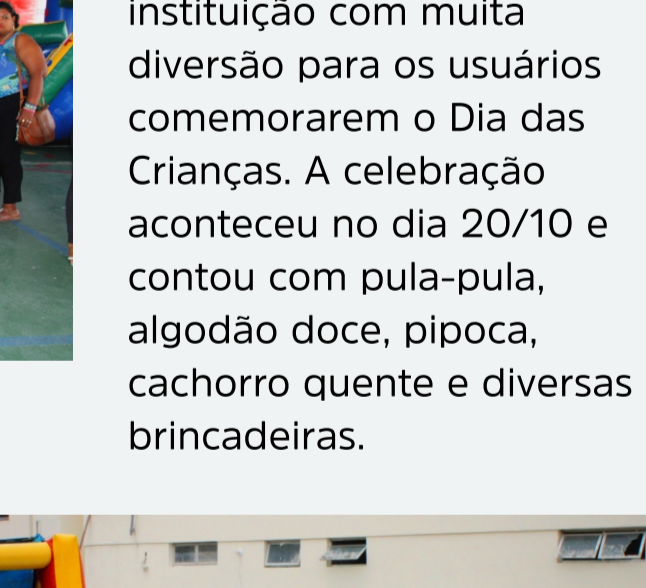 instituição com muita
diversão para os usuários
comemorarem o Dia das
Crianças. A celebração
aconteceu no dia 20/10 e
contou com pula-pula,
algodão doce, pipoca,
cachorro quente e diversas
brincadeiras.